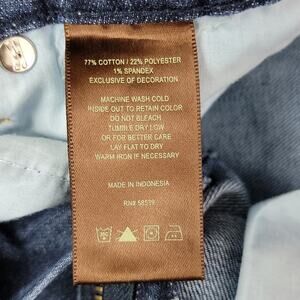 77% COTTON / 22% POLYESTER
1% SPANDEX
EXCLUSIVE OF DECORATION
MACHINE WASH COLD
INSIDE OUT TO RETAIN COLOR
DO NOT BLEACH
TUMBLE DRY LOW
OR FOR BETTER CARE
LAY FLAT TO DRY
WARM IRON IF NECESSARY
MADE IN INDONESIA
RN# 58519